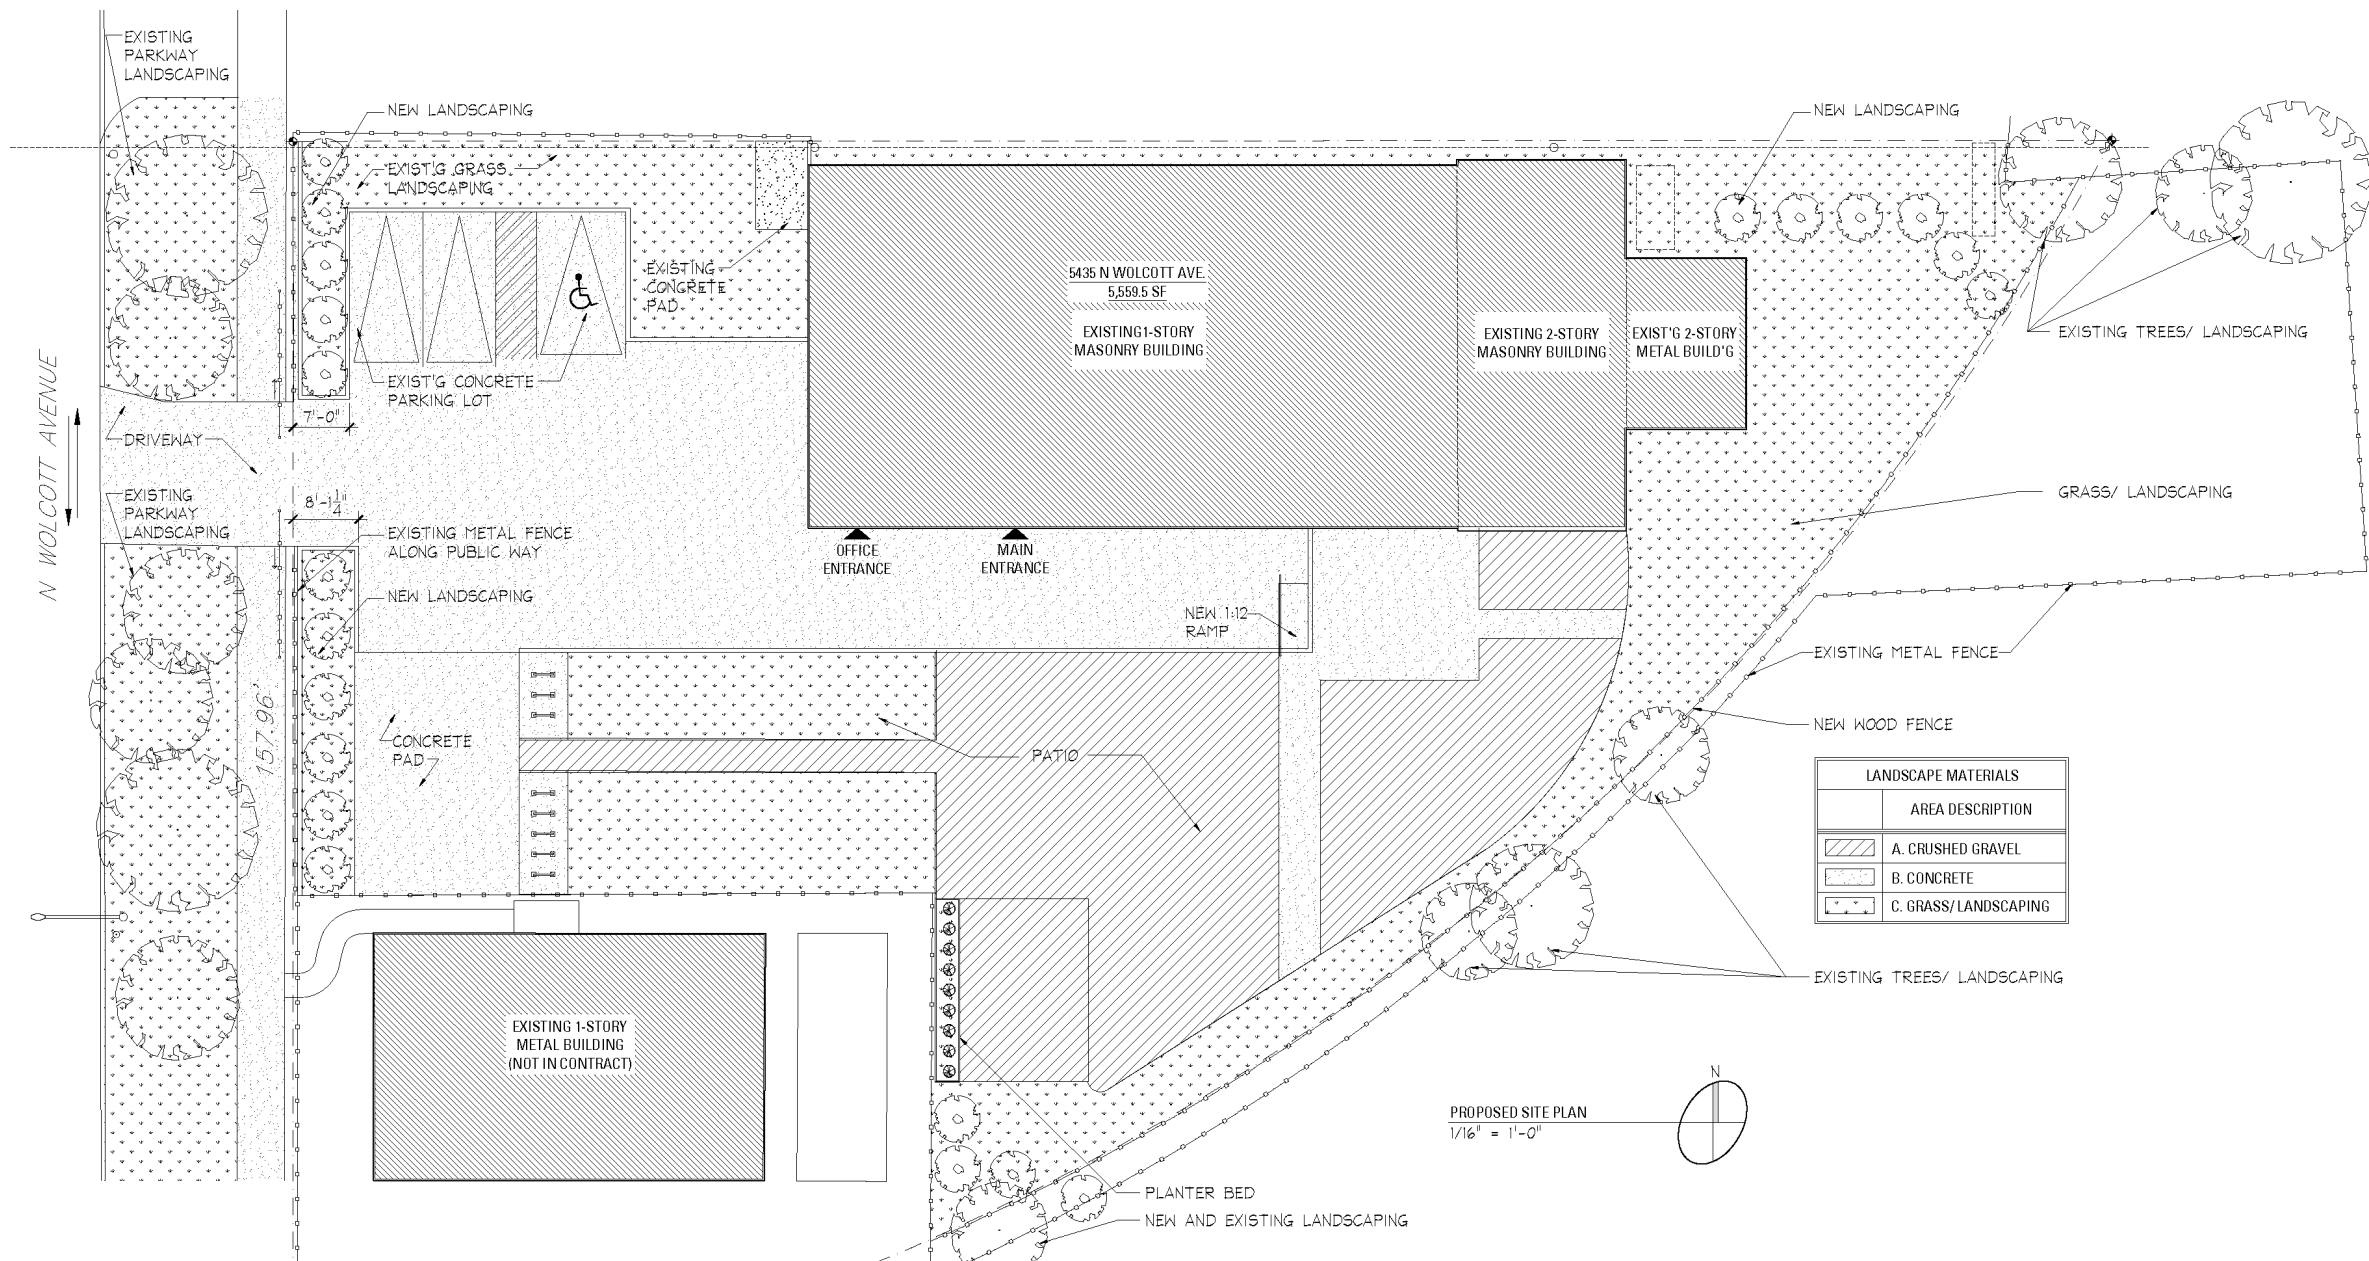 EXISTING
PARKWAY
LANDSCAPING
NEW LANDSCAPING
EXIST'G GRASS
LANDSCAPING
EXISTING
CONCRETE
PAD
EXIST'G CONCRETE
PARKING LOT
7'-0"
DRIVEWAY
N WOLCOTT AVENUE
EXISTING
PARKWAY
LANDSCAPING
8'-1 1/4"
EXISTING METAL FENCE
ALONG PUBLIC WAY
NEW LANDSCAPING
157.96'
CONCRETE
PAD
5435 N WOLCOTT AVE.
5,559.5 SF
EXISTING 1-STORY
MASONRY BUILDING
EXISTING 2-STORY
MASONRY BUILDING
EXIST'G 2-STORY
METAL BUILD'G
OFFICE
ENTRANCE
MAIN
ENTRANCE
NEW 1:12
RAMP
PATIO
NEW LANDSCAPING
EXISTING TREES/ LANDSCAPING
GRASS/ LANDSCAPING
EXISTING METAL FENCE
NEW WOOD FENCE
LANDSCAPE MATERIALS
AREA DESCRIPTION
A. CRUSHED GRAVEL
B. CONCRETE
C. GRASS/ LANDSCAPING
EXISTING TREES/ LANDSCAPING
EXISTING 1-STORY
METAL BUILDING
(NOT IN CONTRACT)
PLANTER BED
NEW AND EXISTING LANDSCAPING
PROPOSED SITE PLAN
1/16" = 1'-0"
N